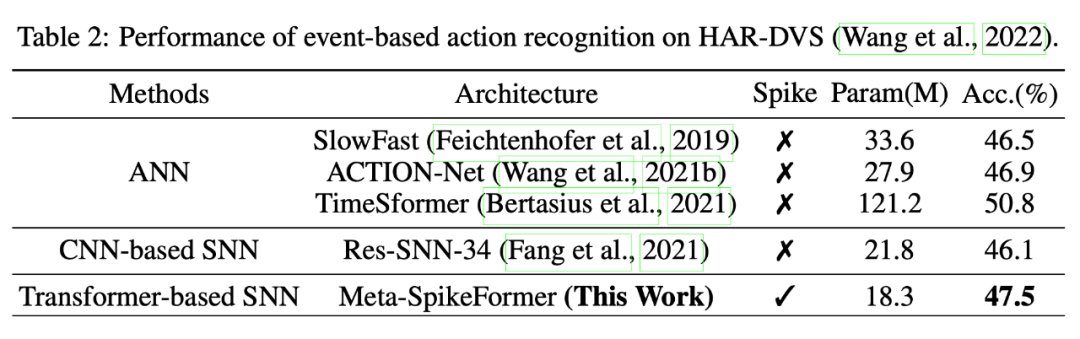 Table 2: Performance of event-based action recognition on HAR-DVS (Wang et al., 2022).
Methods Architecture Spike Param(M) Acc.(%)
SlowFast (Feichtenhofer et al., 2019) ✗ 33.6 46.5
ANN ACTION-Net (Wang et al., 2021b) ✗ 27.9 46.9
TimeSformer (Bertasius et al., 2021) ✗ 121.2 50.8
CNN-based SNN Res-SNN-34 (Fang et al., 2021) ✗ 21.8 46.1
Transformer-based SNN Meta-SpikeFormer (This Work) ✓ 18.3 47.5